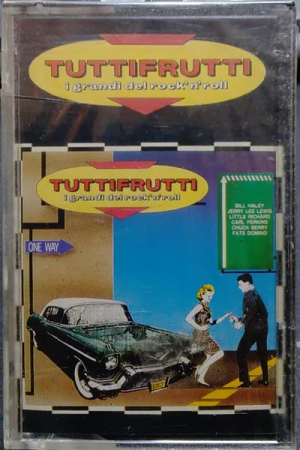 TUTTIFRUTTI
i grandi del rock'n'roll
TUTTIFRUTTI
i grandi del rock'n'roll
BILL HALEY
JERRY LEE LEWIS
LITTLE RICHARD
CARL PERKINS
CHUCK BERRY
FATS DOMINO
ONE WAY